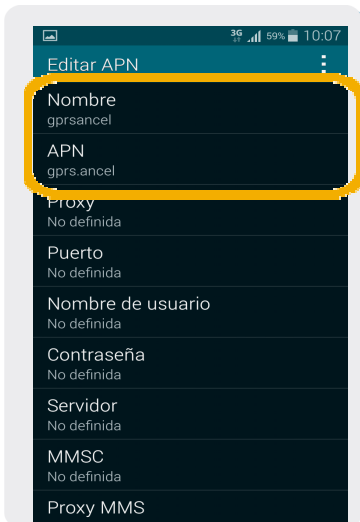 3G 59% 10:07
Editar APN
Nombre
gprsancel
APN
gprs.ancel
Proxy
No definida
Puerto
No definida
Nombre de usuario
No definida
Contraseña
No definida
Servidor
No definida
MMSC
No definida
Proxy MMS